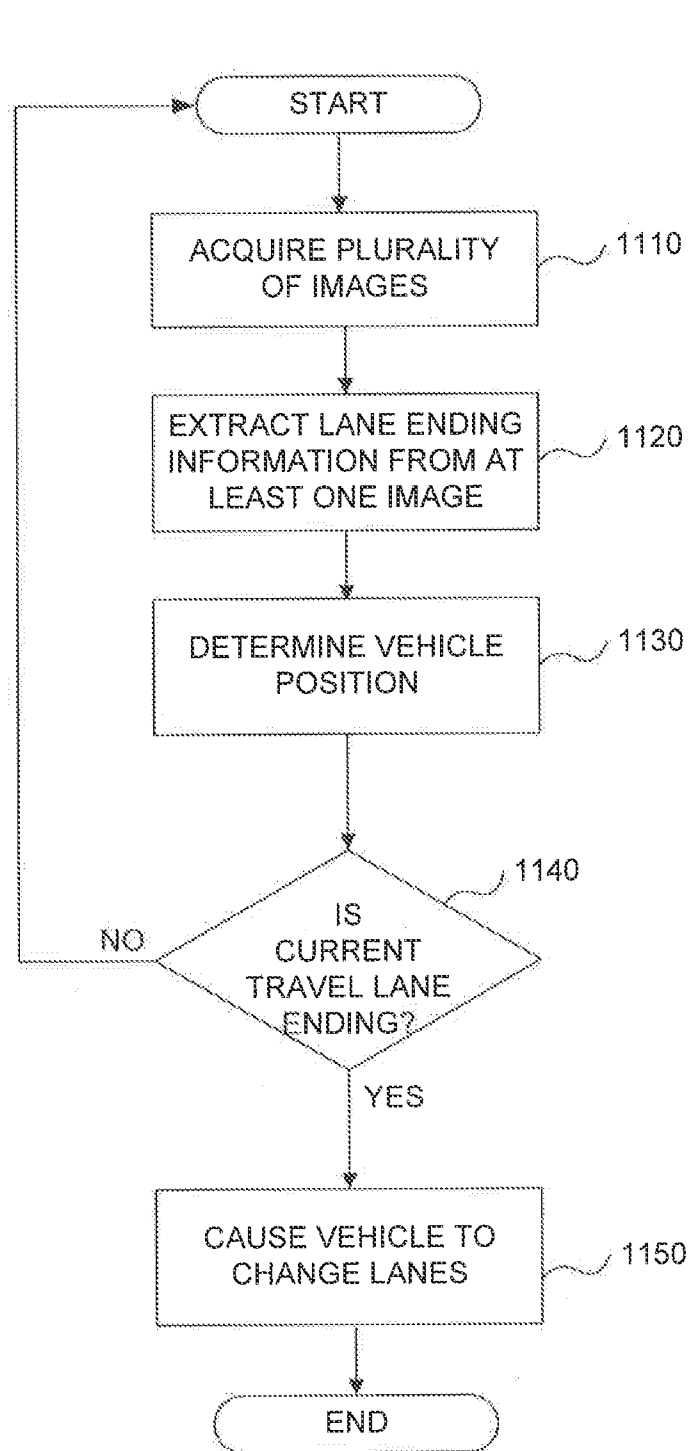 START
ACQUIRE PLURALITY
OF IMAGES
1110
EXTRACT LANE ENDING
INFORMATION FROM AT
LEAST ONE IMAGE
1120
DETERMINE VEHICLE
POSITION
1130
1140
IS
CURRENT
TRAVEL LANE
ENDING?
NO
YES
CAUSE VEHICLE TO
CHANGE LANES
1150
END